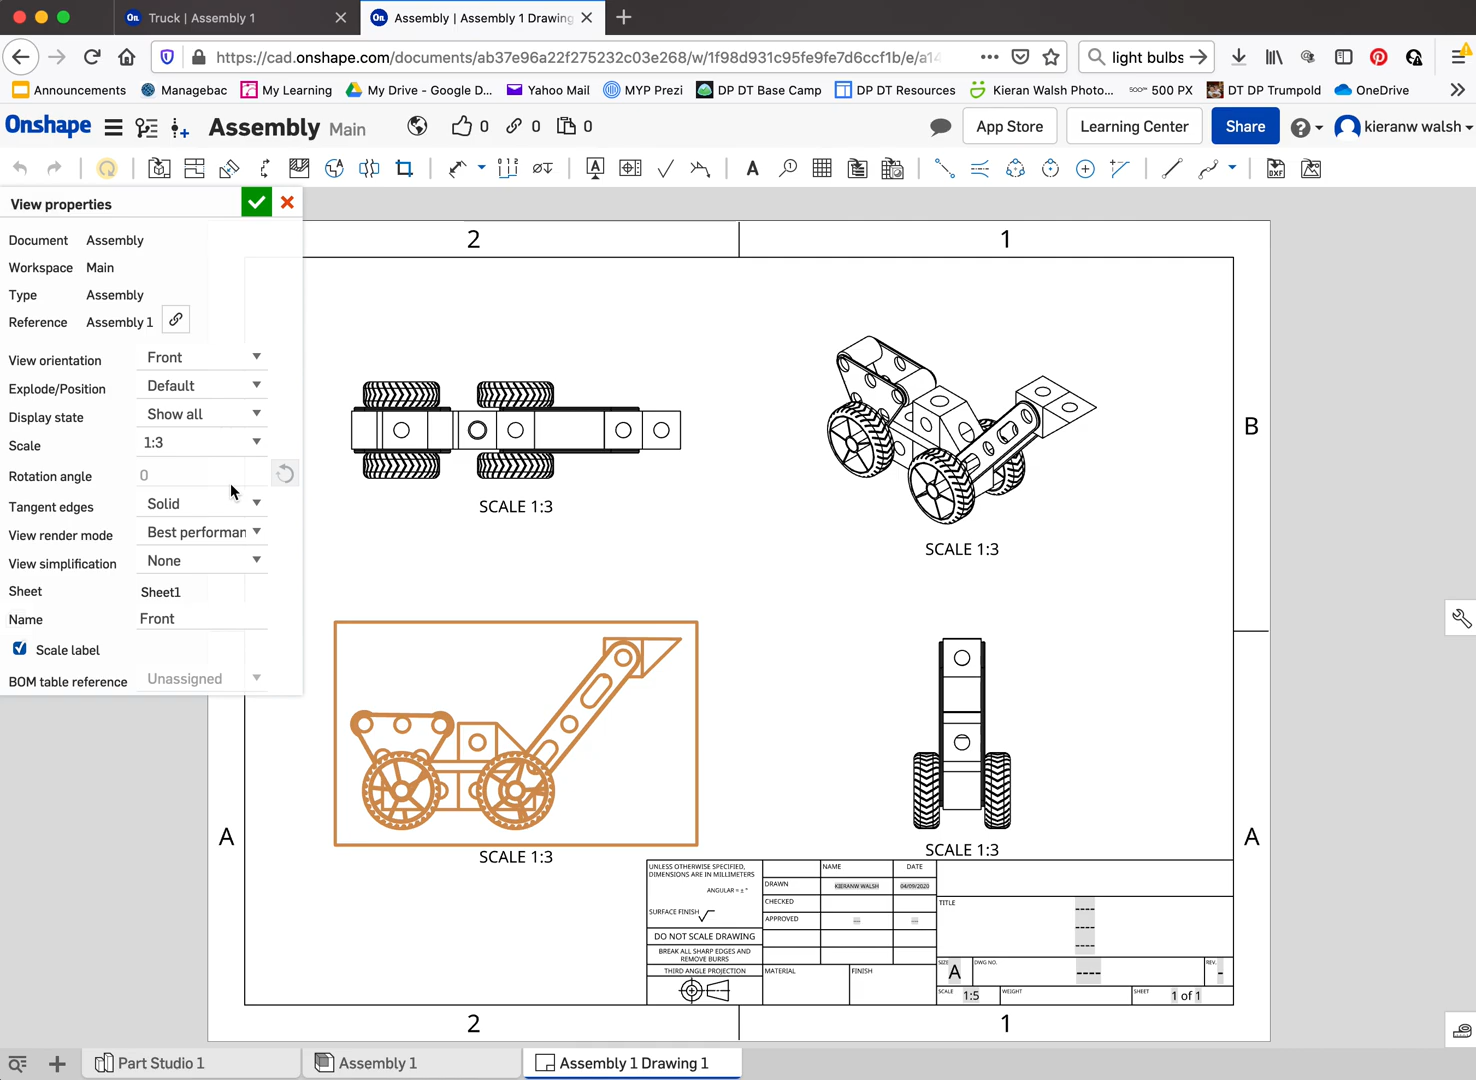 Truck | Assembly 1
Assembly | Assembly 1 Drawing
https://cad.onshape.com/documents/ab37e96a22f275232c03e268/w/1f98d931c95fe9fe7d6ccf1b/e/a14
light bulbs
Announcements
Managebac
My Learning
My Drive - Google D...
Yahoo Mail
MYP Prezi
DP DT Base Camp
DP DT Resources
Kieran Walsh Photo...
500 PX
DT DP Trumpold
OneDrive
Onshape
Assembly Main
0
0
0
App Store
Learning Center
Share
kieranw walsh
View properties
Document Assembly
Workspace Main
Type Assembly
Reference Assembly 1
View orientation Front
Explode/Position Default
Display state Show all
Scale 1:3
Rotation angle 0
Tangent edges Solid
View render mode Best performan
View simplification None
Sheet Sheet1
Name Front
Scale label
BOM table reference Unassigned
2
1
B
SCALE 1:3
SCALE 1:3
A
A
SCALE 1:3
SCALE 1:3
UNLESS OTHERWISE SPECIFIED,
DIMENSIONS ARE IN MILLIMETERS
ANGULAR = ± °
SURFACE FINISH
DO NOT SCALE DRAWING
BREAK ALL SHARP EDGES AND
REMOVE BURRS
THIRD ANGLE PROJECTION
NAME
DATE
DRAWN
KIERANW WALSH
04/09/2020
CHECKED
APPROVED
MATERIAL
FINISH
TITLE
----
----
----
SIZE
A
DWG NO.
----
REV.
-
SCALE
1:5
WEIGHT
SHEET
1 of 1
2
1
Part Studio 1
Assembly 1
Assembly 1 Drawing 1